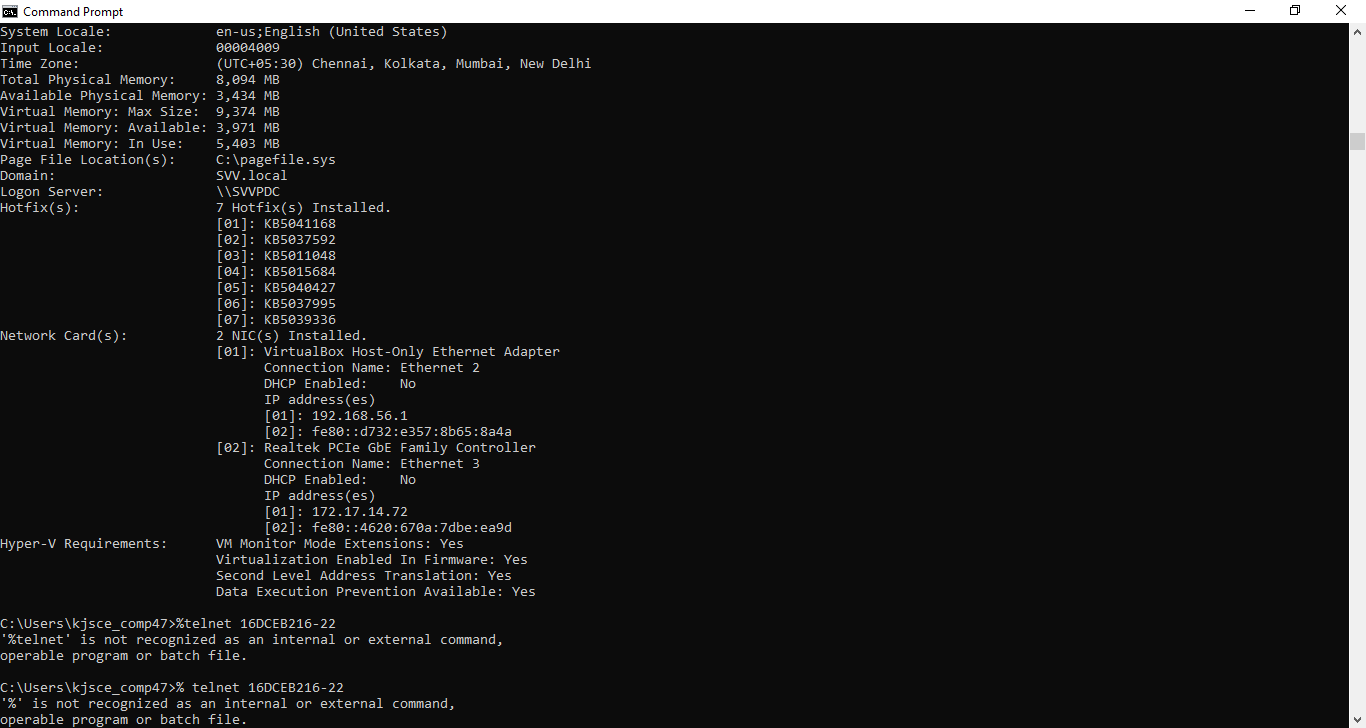 Command Prompt
System Locale: en-us;English (United States)
Input Locale: 00004009
Time Zone: (UTC+05:30) Chennai, Kolkata, Mumbai, New Delhi
Total Physical Memory: 8,094 MB
Available Physical Memory: 3,434 MB
Virtual Memory: Max Size: 9,374 MB
Virtual Memory: Available: 3,971 MB
Virtual Memory: In Use: 5,403 MB
Page File Location(s): C:\pagefile.sys
Domain: SVV.local
Logon Server: \\SVVPDC
Hotfix(s): 7 Hotfix(s) Installed.
[01]: KB5041168
[02]: KB5037592
[03]: KB5011048
[04]: KB5015684
[05]: KB5040427
[06]: KB5037995
[07]: KB5039336
Network Card(s): 2 NIC(s) Installed.
[01]: VirtualBox Host-Only Ethernet Adapter
Connection Name: Ethernet 2
DHCP Enabled: No
IP address(es)
[01]: 192.168.56.1
[02]: fe80::d732:e357:8b65:8a4a
[02]: Realtek PCIe GbE Family Controller
Connection Name: Ethernet 3
DHCP Enabled: No
IP address(es)
[01]: 172.17.14.72
[02]: fe80::4620:670a:7dbe:ea9d
Hyper-V Requirements: VM Monitor Mode Extensions: Yes
Virtualization Enabled In Firmware: Yes
Second Level Address Translation: Yes
Data Execution Prevention Available: Yes
C:\Users\kjsce_comp47>%telnet 16DCEB216-22
'%telnet' is not recognized as an internal or external command,
operable program or batch file.
C:\Users\kjsce_comp47>% telnet 16DCEB216-22
'%' is not recognized as an internal or external command,
operable program or batch file.